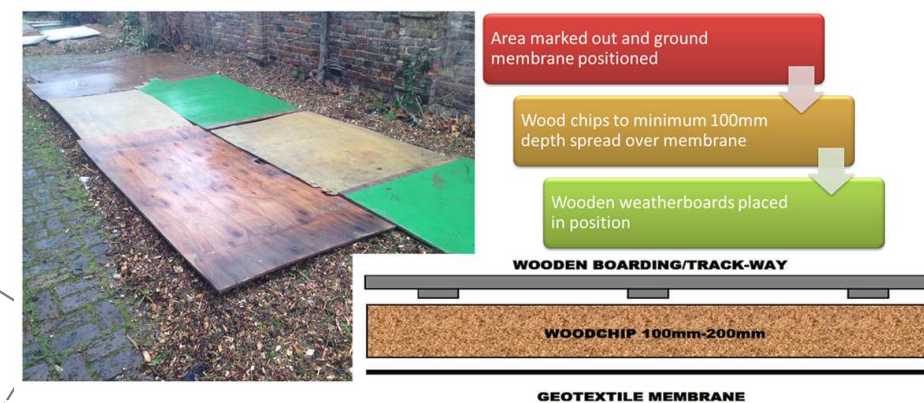 Area marked out and ground
membrane positioned
Wood chips to minimum 100mm
depth spread over membrane
Wooden weatherboards placed
in position
WOODEN BOARDING/TRACK-WAY
WOODCHIP 100mm-200mm
GEOTEXTILE MEMBRANE